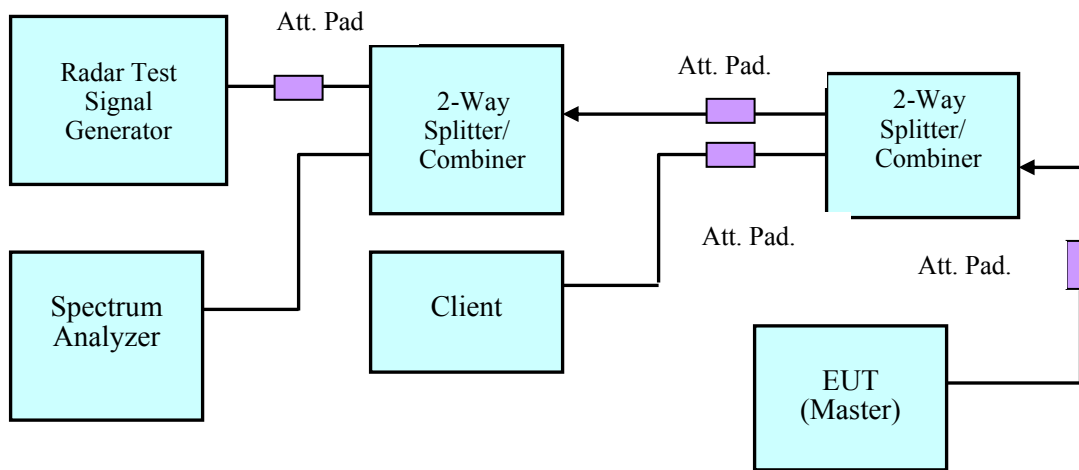 Att. Pad
Radar Test
Signal
Generator
2-Way
Splitter/
Combiner
Att. Pad.
2-Way
Splitter/
Combiner
Att. Pad.
Att. Pad.
Spectrum
Analyzer
Client
EUT
(Master)